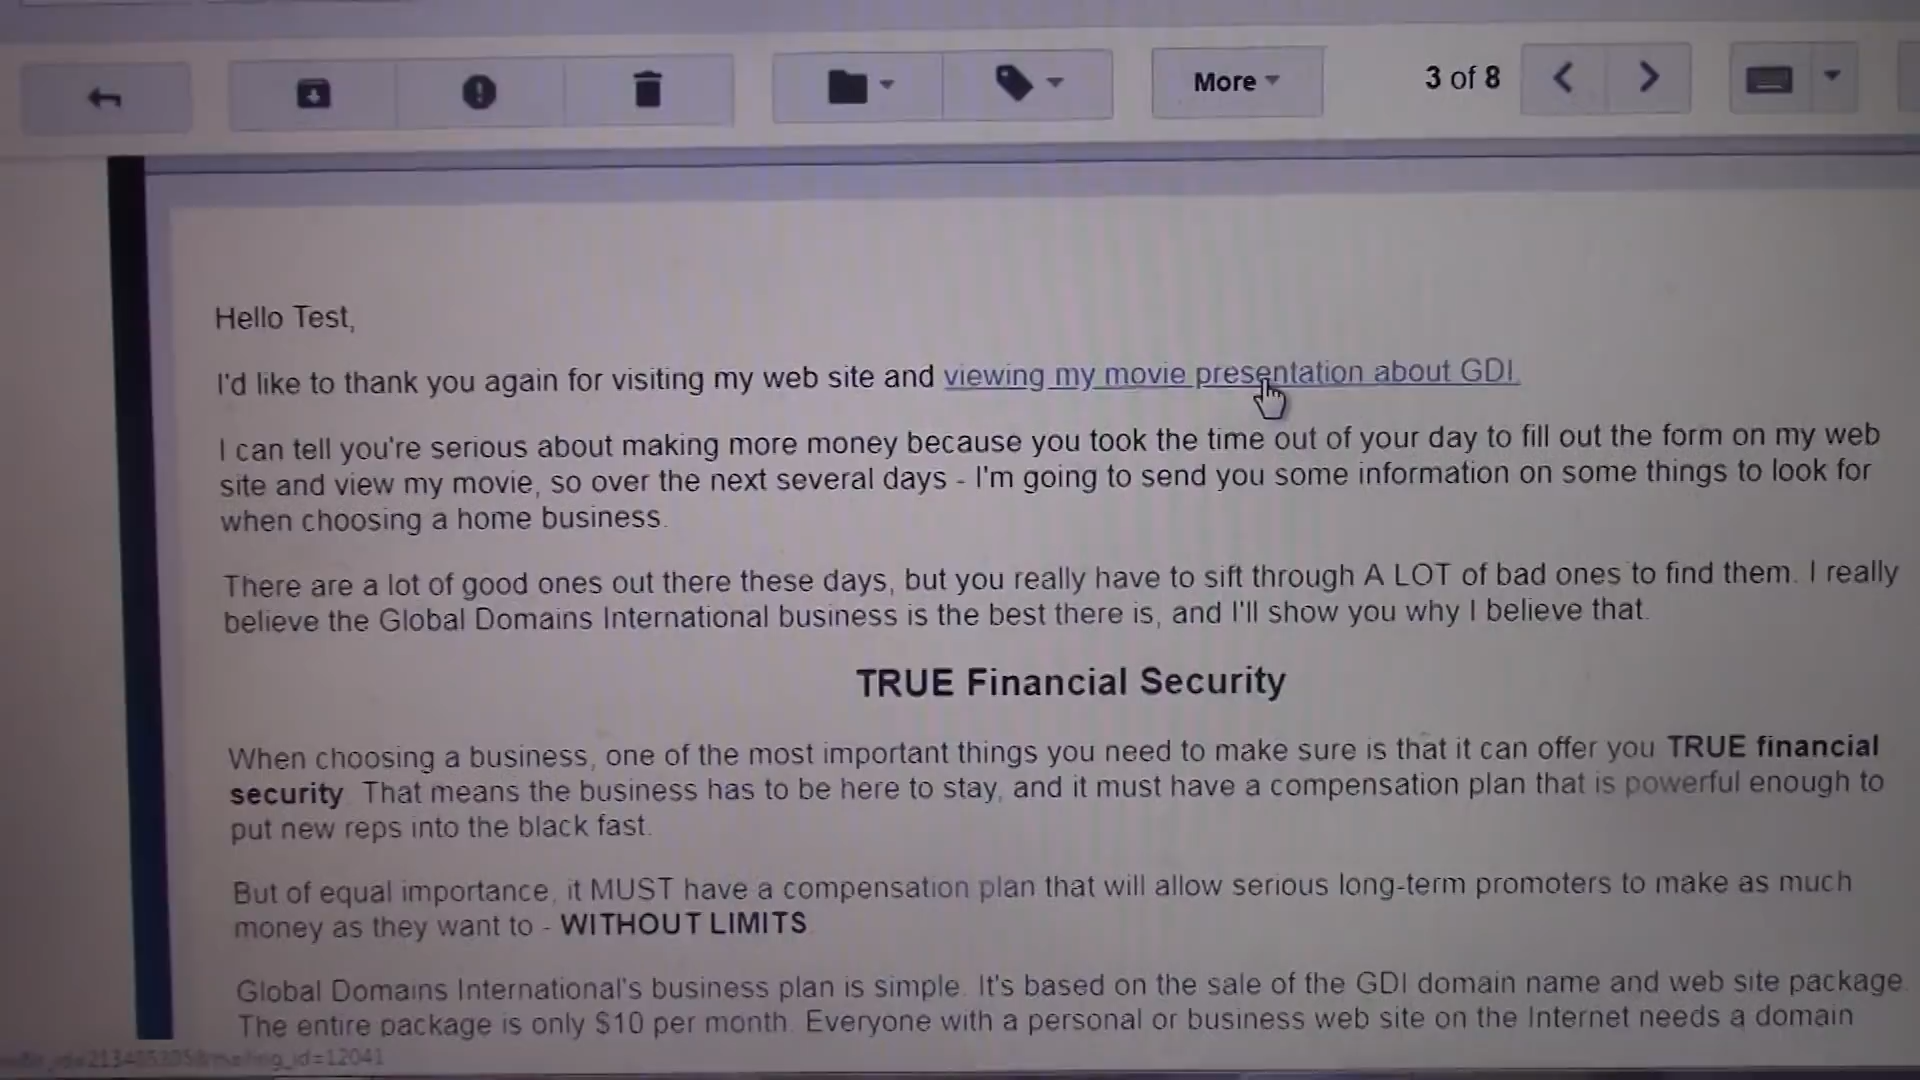 More
3 of 8
Hello Test,
I'd like to thank you again for visiting my web site and viewing my movie presentation about GDI.
I can tell you're serious about making more money because you took the time out of your day to fill out the form on my web
site and view my movie, so over the next several days - I'm going to send you some information on some things to look for
when choosing a home business.
There are a lot of good ones out there these days, but you really have to sift through A LOT of bad ones to find them. I really
believe the Global Domains International business is the best there is, and I'll show you why I believe that.
TRUE Financial Security
When choosing a business, one of the most important things you need to make sure is that it can offer you TRUE financial
security. That means the business has to be here to stay, and it must have a compensation plan that is powerful enough to
put new reps into the black fast.
But of equal importance, it MUST have a compensation plan that will allow serious long-term promoters to make as much
money as they want to - WITHOUT LIMITS.
Global Domains International's business plan is simple. It's based on the sale of the GDI domain name and web site package.
The entire package is only $10 per month. Everyone with a personal or business web site on the Internet needs a domain